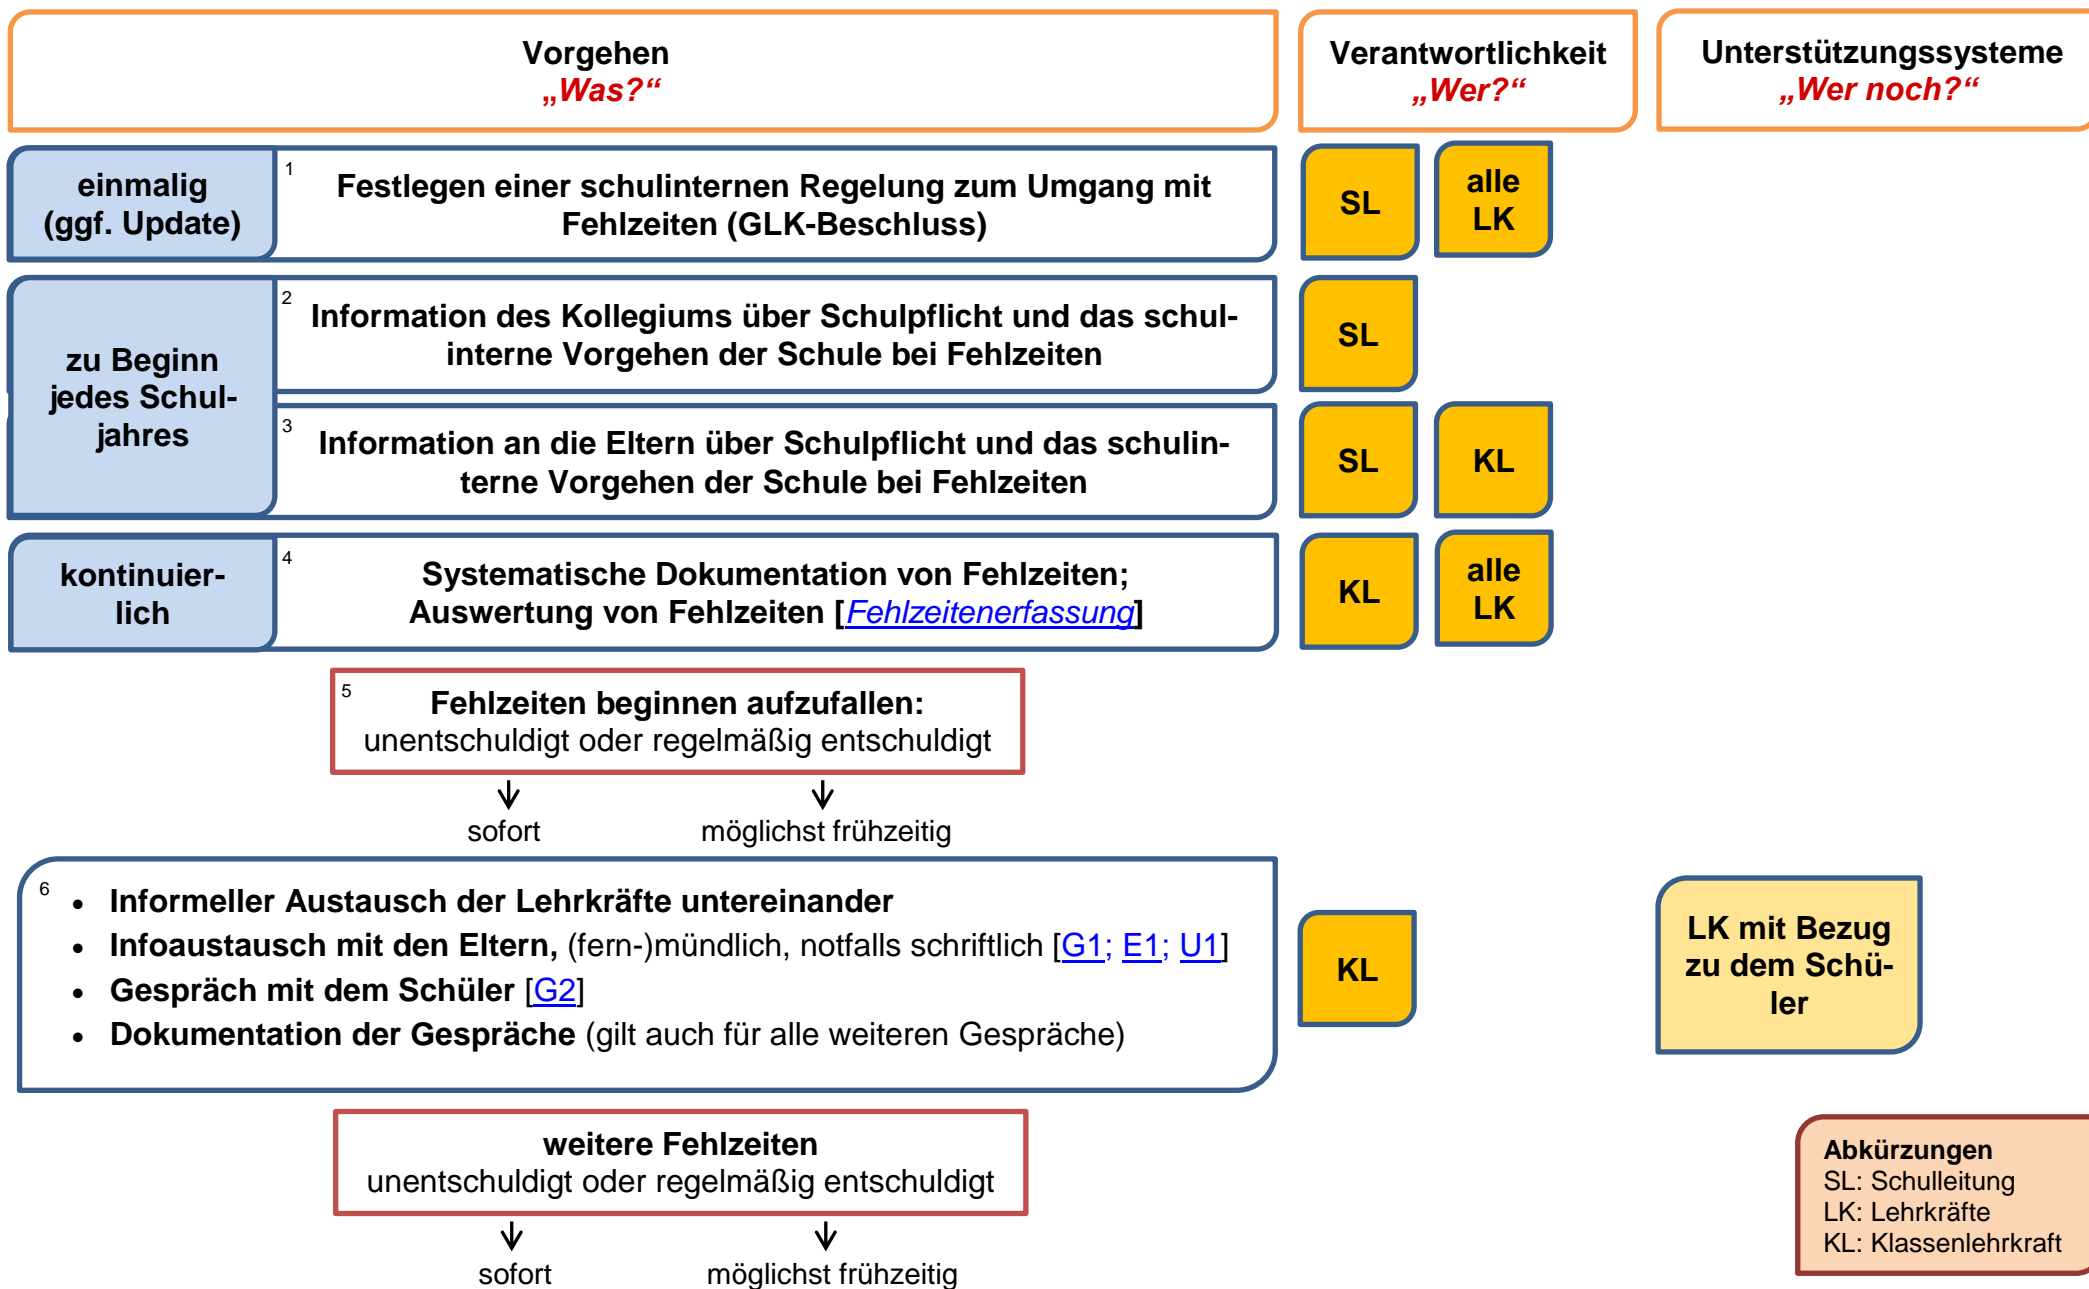 Vorgehen
„Was?“
Verantwortlichkeit
„Wer?“
Unterstützungssysteme
„Wer noch?“
einmalig
(ggf. Update)
1
Festlegen einer schulinternen Regelung zum Umgang mit
Fehlzeiten (GLK-Beschluss)
SL
alle
LK
zu Beginn
jedes Schul-
jahres
2
Information des Kollegiums über Schulpflicht und das schul-
interne Vorgehen der Schule bei Fehlzeiten
SL
3
Information an die Eltern über Schulpflicht und das schulin-
terne Vorgehen der Schule bei Fehlzeiten
SL
KL
kontinuier-
lich
4
Systematische Dokumentation von Fehlzeiten;
Auswertung von Fehlzeiten [Fehlzeitenerfassung]
KL
alle
LK
5
Fehlzeiten beginnen aufzufallen:
unentschuldigt oder regelmäßig entschuldigt
sofort
möglichst frühzeitig
6
• Informeller Austausch der Lehrkräfte untereinander
• Infoaustausch mit den Eltern, (fern-)mündlich, notfalls schriftlich [G1; E1; U1]
• Gespräch mit dem Schüler [G2]
• Dokumentation der Gespräche (gilt auch für alle weiteren Gespräche)
KL
LK mit Bezug
zu dem Schü-
ler
weitere Fehlzeiten
unentschuldigt oder regelmäßig entschuldigt
sofort
möglichst frühzeitig
Abkürzungen
SL: Schulleitung
LK: Lehrkräfte
KL: Klassenlehrkraft